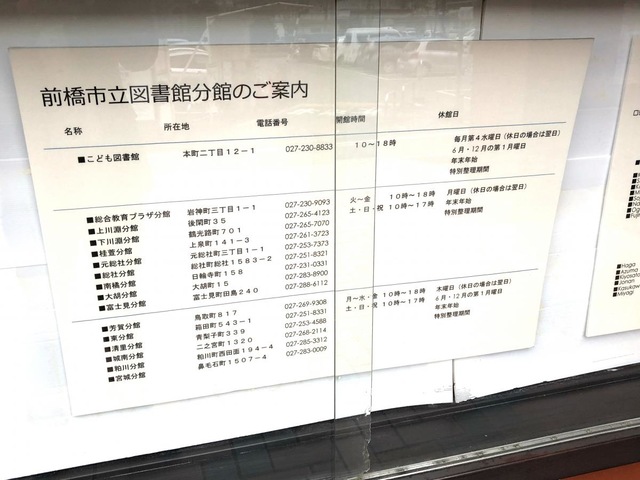 前橋市立図書館分館のご案内
名称 所在地 電話番号 開館時間 休館日
■こども図書館 本町二丁目12-1 027-230-8833 10～18時 毎月第4水曜日（休日の場合は翌日）
6月・12月の第1月曜日
年末年始
特別整理期間
■総合教育プラザ分館 岩神町三丁目1-1 027-230-9093 火～金 10時～18時 月曜日（休日の場合は翌日）
■上川淵分館 後閑町35 027-265-4123 土・日・祝 10時～17時 年末年始
■下川淵分館 鶴光路町701 027-265-7070 特別整理期間
■桂萱分館 上泉町141-3 027-261-3723
■元総社分館 元総社町三丁目1-1 027-253-7373
■総社分館 総社町総社1583-2 027-251-8321
■南橘分館 日輪寺町158 027-231-0331
■大胡分館 大胡町15 027-283-8900
■富士見分館 富士見町田島240 027-288-6112
■芳賀分館 鳥取町817 027-269-9308 月～水・金 10時～18時 木曜日（休日の場合は翌日）
■東分館 箱田町543-1 027-251-8331 土・日・祝 10時～17時 6月・12月の第1月曜日
■清里分館 青梨子町339 027-253-4588 年末年始
■城南分館 二之宮町1320 027-268-2114 特別整理期間
■粕川分館 粕川町西田面194-4 027-285-3312
■宮城分館 鼻毛石町1507-4 027-283-0009
■Haga
■Azuma
■Kiyosato
■Jonan
■Kasukawa
■Miyagi